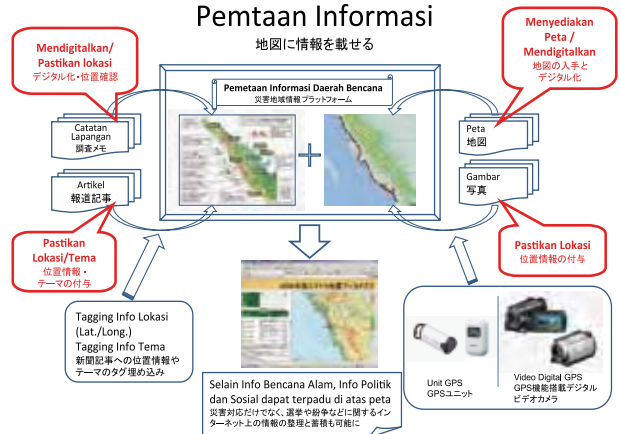 Pemtaan Informasi
地図に情報を載せる
Mendigitalkan/
Pastikan lokasi
デジタル化・位置確認
Menyediakan
Peta /
Mendigitalkan
地図の入手と
デジタル化
Pemetaan Informasi Daerah Bencana
災害地域情報プラットフォーム
Catatan
Lapangan
調査メモ
Peta
地図
Artikel
報道記事
Gambar
写真
Pastikan
Lokasi/Tema
位置情報・
テーマの付与
Pastikan Lokasi
位置情報の付与
Tagging Info Lokasi
(Lat./Long.)
Tagging Info Tema
新聞記事への位置情報や
テーマのタグ埋め込み
Unit GPS
GPSユニット
Video Digital GPS
GPS機能搭載デジタル
ビデオカメラ
Selain Info Bencana Alam, Info Politik
dan Sosial dapat terpadu di atas peta
災害対応だけでなく、選挙や紛争などに関するイン
ターネット上の情報の整理と蓄積も可能に